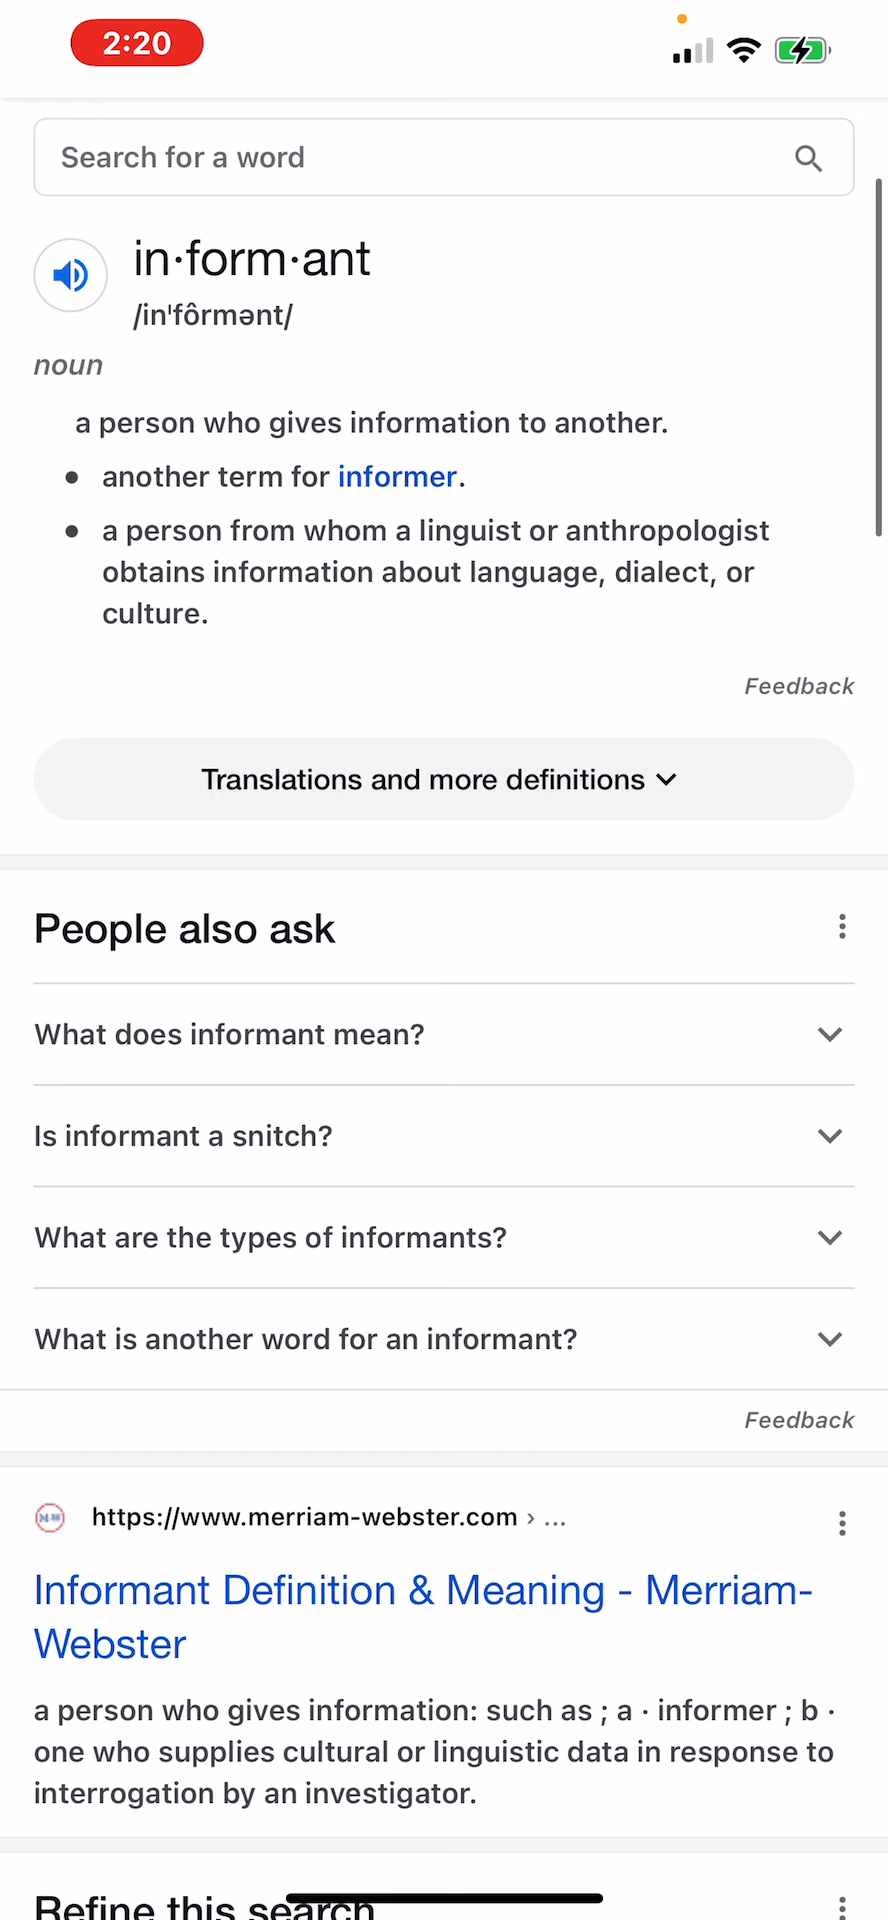 2:20
Search for a word
in·form·ant
/inˈfôrmənt/
noun
a person who gives information to another.
• another term for informer.
• a person from whom a linguist or anthropologist
obtains information about language, dialect, or
culture.
Feedback
Translations and more definitions
People also ask
What does informant mean?
Is informant a snitch?
What are the types of informants?
What is another word for an informant?
Feedback
https://www.merriam-webster.com › ...
Informant Definition & Meaning - Merriam-
Webster
a person who gives information: such as ; a · informer ; b ·
one who supplies cultural or linguistic data in response to
interrogation by an investigator.
Refine this search